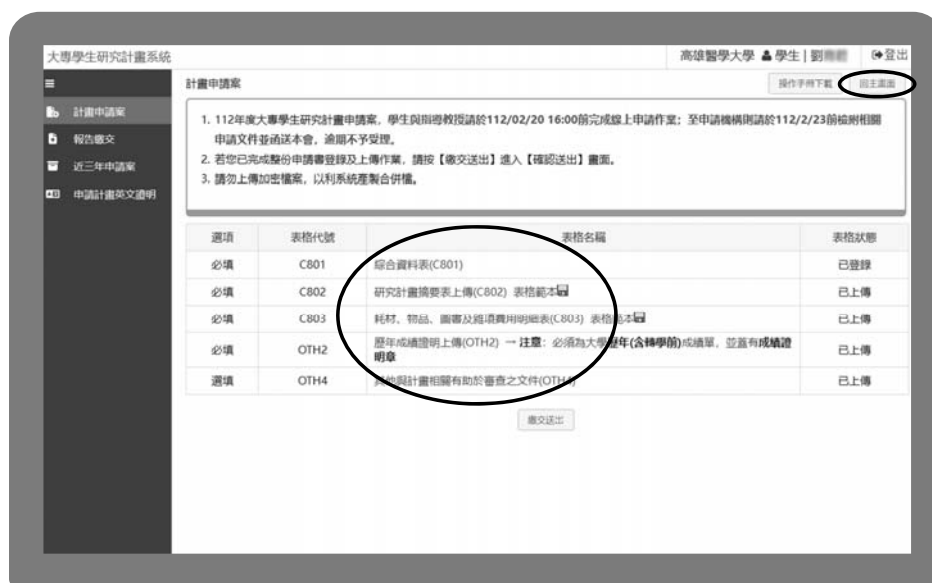 大專學生研究計畫系統
高雄醫學大學 學生 | 劉
登出
計畫申請案
操作手冊下載
回主畫面
計畫申請案
報告繳交
近三年申請案
申請計畫英文證明
1. 112年度大專學生研究計畫申請案,學生與指導教授請於112/02/20 16:00前完成線上申請作業;至申請機構則請於112/2/23前檢附相關
申請文件並函送本會,逾期不予受理。
2. 若您已完成整份申請書登錄及上傳作業,請按【繳交送出】進入【確認送出】畫面。
3. 請勿上傳加密檔案,以利系統產製合併檔。
選項 表格代號 表格名稱 表格狀態
必填 C801 綜合資料表(C801) 已登錄
必填 C802 研究計畫摘要表上傳(C802) 表格範本 已上傳
必填 C803 耗材、物品、圖書及雜項費用明細表(C803) 表格範本 已上傳
必填 OTH2 歷年成績證明上傳(OTH2) → 注意:必須為大學歷年(含轉學前)成績單,並蓋有成績證
明章 已上傳
選填 OTH4 其他與計畫相關有助於審查之文件(OTH4) 已上傳
繳交送出